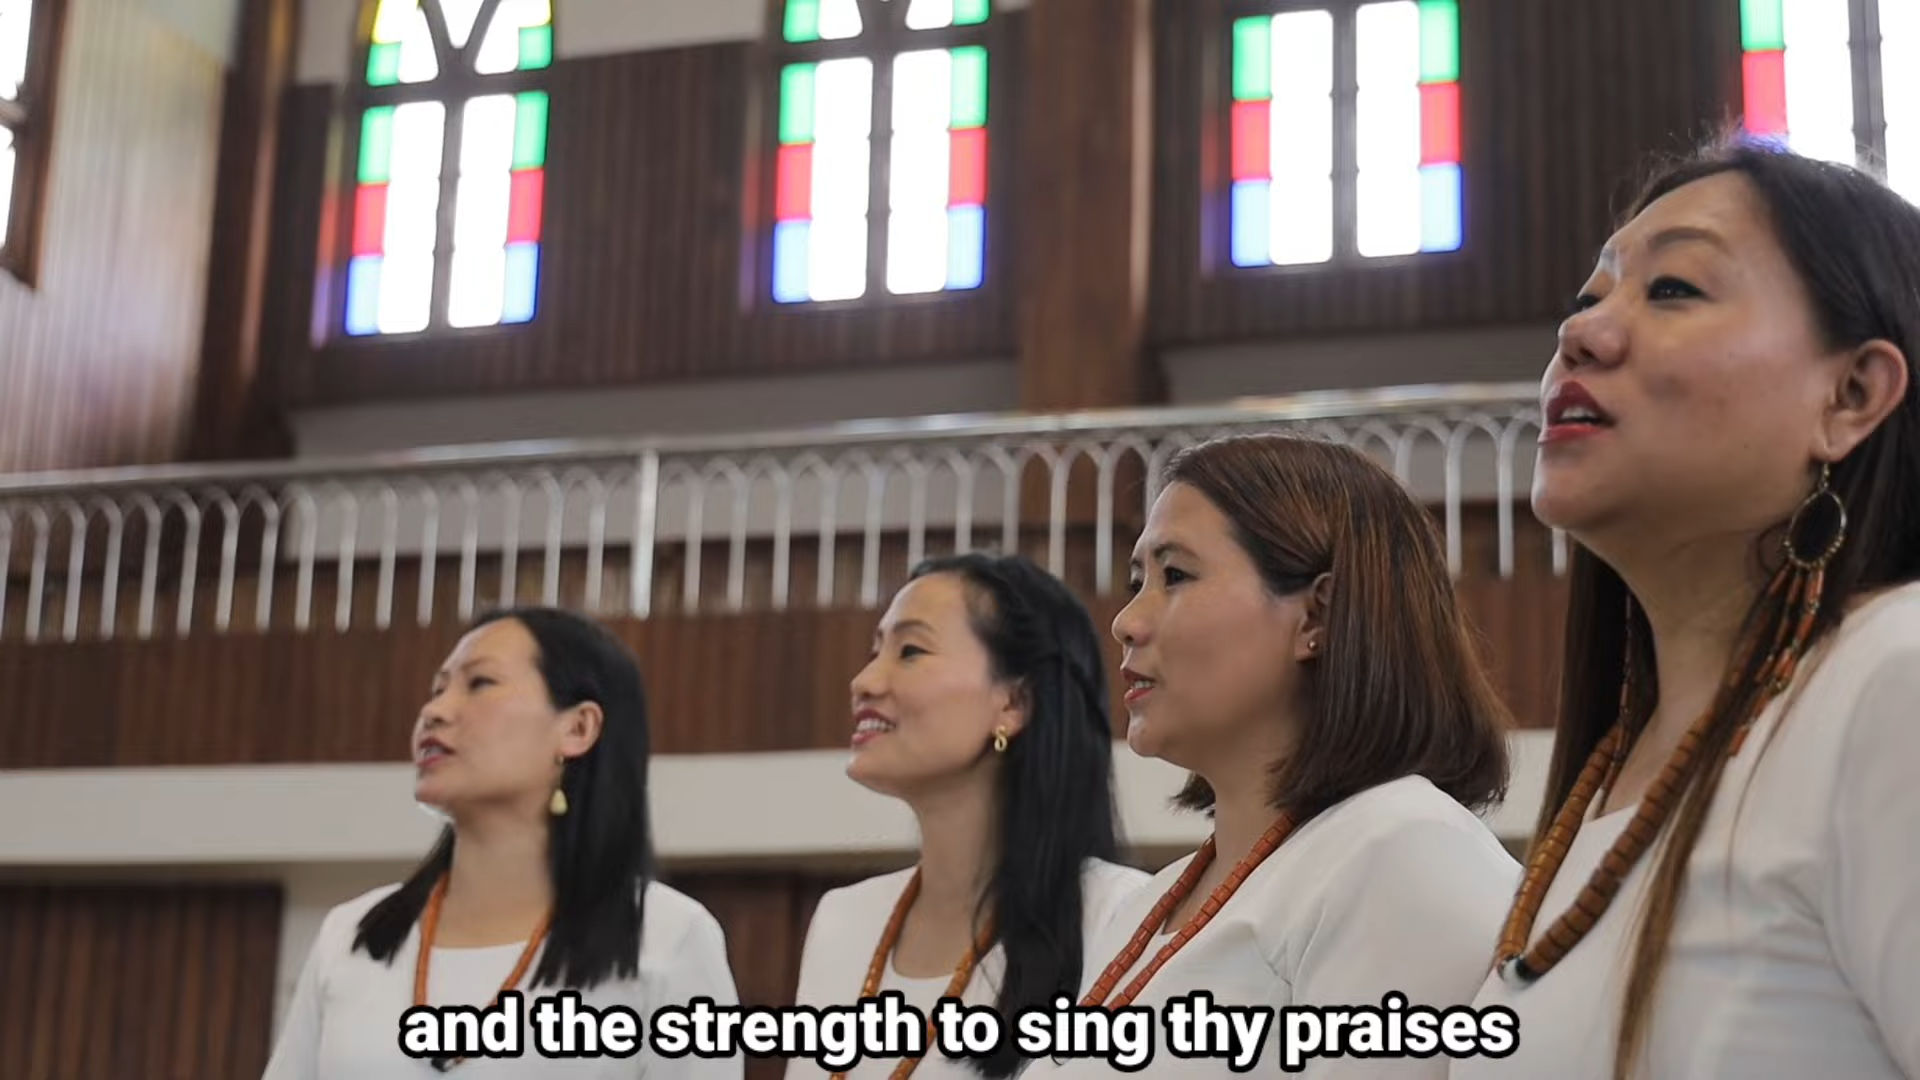 and the strength to sing thy praises